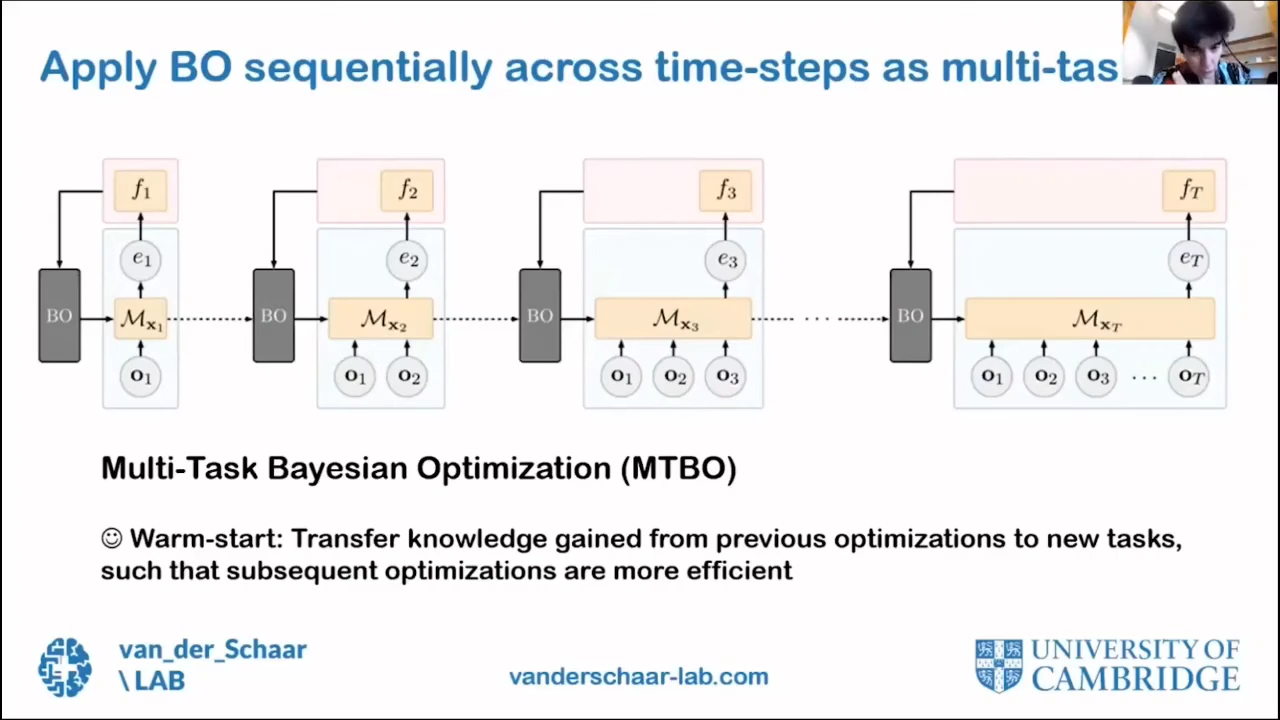 Apply BO sequentially across time-steps as multi-tas
f₁ f₂ f₃ f_T
e₁ e₂ e₃ e_T
BO ℳ_𝐱₁ BO ℳ_𝐱₂ BO ℳ_𝐱₃ · · · BO ℳ_𝐱_T
𝐨₁ 𝐨₁ 𝐨₂ 𝐨₁ 𝐨₂ 𝐨₃ 𝐨₁ 𝐨₂ 𝐨₃ · · · 𝐨_T
Multi-Task Bayesian Optimization (MTBO)
☺ Warm-start: Transfer knowledge gained from previous optimizations to new tasks,
such that subsequent optimizations are more efficient
van_der_Schaar
\ LAB
vanderschaar-lab.com
UNIVERSITY OF
CAMBRIDGE